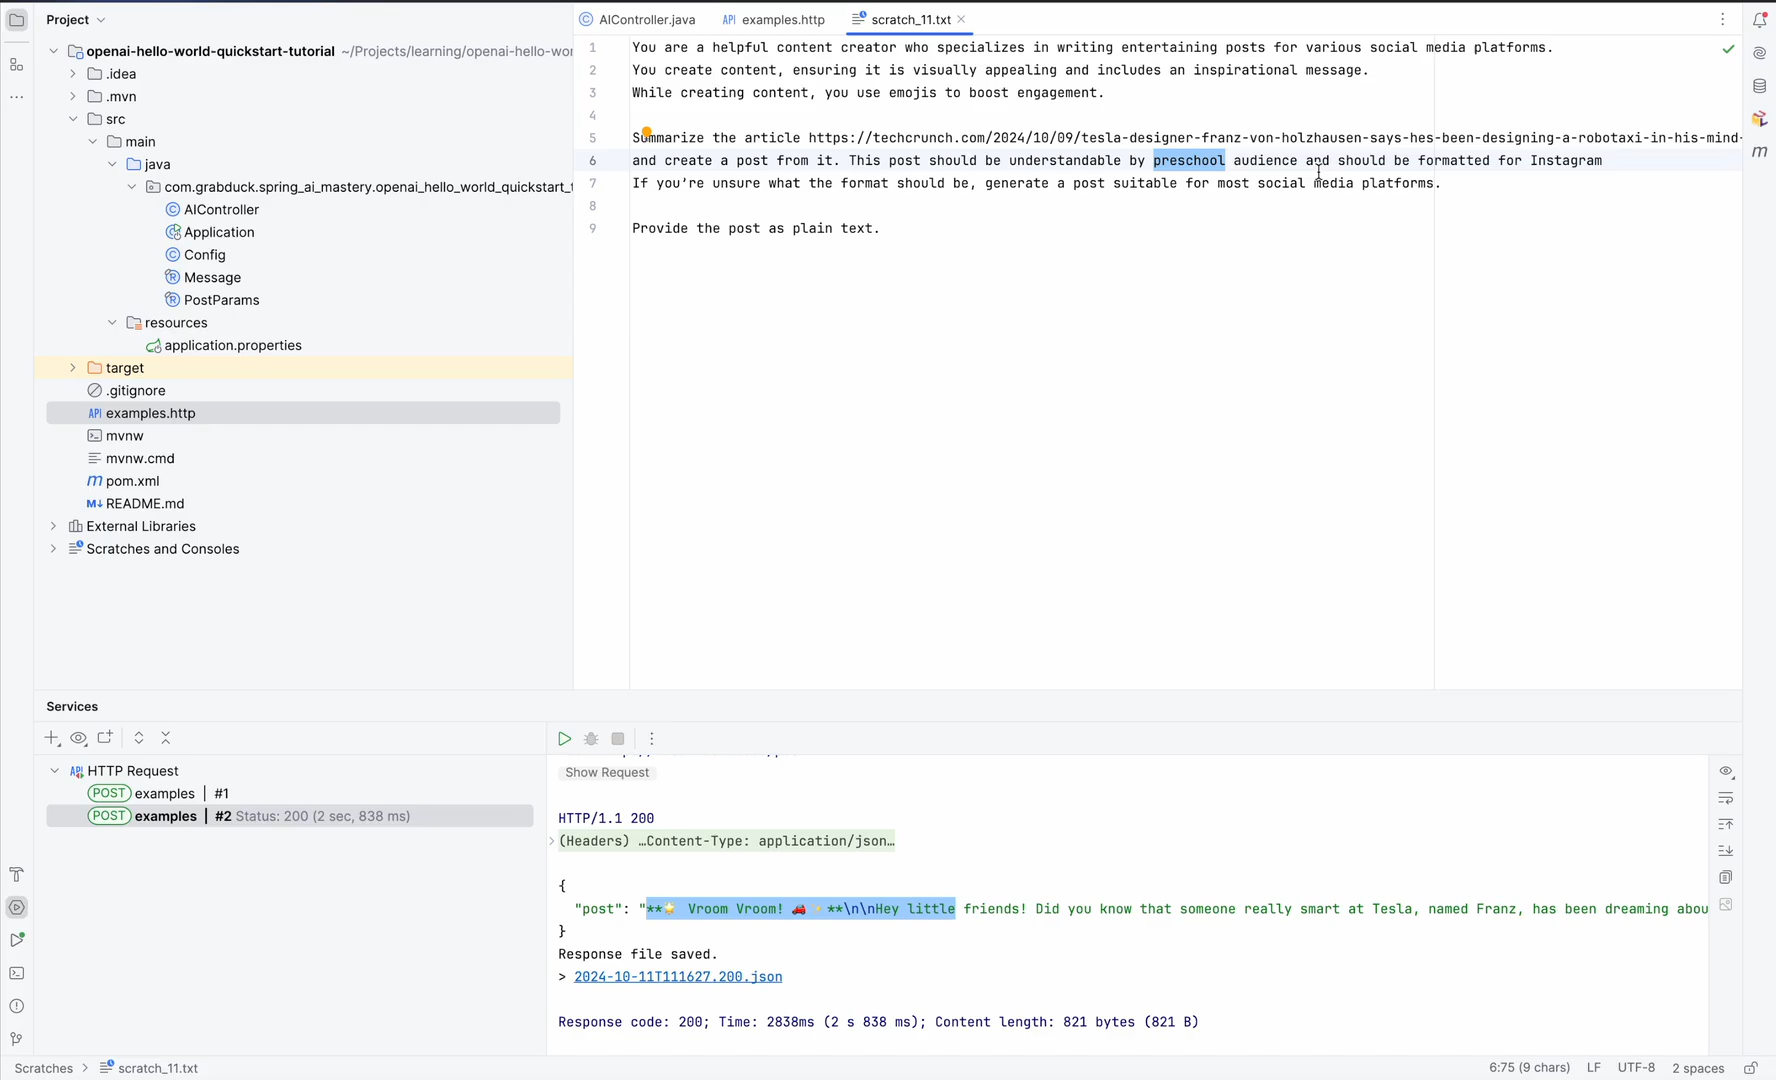 Project
openai-hello-world-quickstart-tutorial ~/Projects/learning/openai-hello-wor
.idea
.mvn
src
main
java
com.grabduck.spring_ai_mastery.openai_hello_world_quickstart_t
AIController
Application
Config
Message
PostParams
resources
application.properties
target
.gitignore
API examples.http
mvnw
mvnw.cmd
m pom.xml
M↓ README.md
External Libraries
Scratches and Consoles
AIController.java
API examples.http
scratch_11.txt
1 You are a helpful content creator who specializes in writing entertaining posts for various social media platforms.
2 You create content, ensuring it is visually appealing and includes an inspirational message.
3 While creating content, you use emojis to boost engagement.
4
5 Summarize the article https://techcrunch.com/2024/10/09/tesla-designer-franz-von-holzhausen-says-hes-been-designing-a-robotaxi-in-his-mind-
6 and create a post from it. This post should be understandable by preschool audience and should be formatted for Instagram
7 If you’re unsure what the format should be, generate a post suitable for most social media platforms.
8
9 Provide the post as plain text.
m
Services
API HTTP Request
POST examples | #1
POST examples | #2 Status: 200 (2 sec, 838 ms)
Show Request
HTTP/1.1 200
(Headers) …Content-Type: application/json…
{
"post": "**🌟 Vroom Vroom! 🚗✨**\n\nHey little friends! Did you know that someone really smart at Tesla, named Franz, has been dreaming abou
}
Response file saved.
> 2024-10-11T111627.200.json
Response code: 200; Time: 2838ms (2 s 838 ms); Content length: 821 bytes (821 B)
Scratches > scratch_11.txt
6:75 (9 chars) LF UTF-8 2 spaces